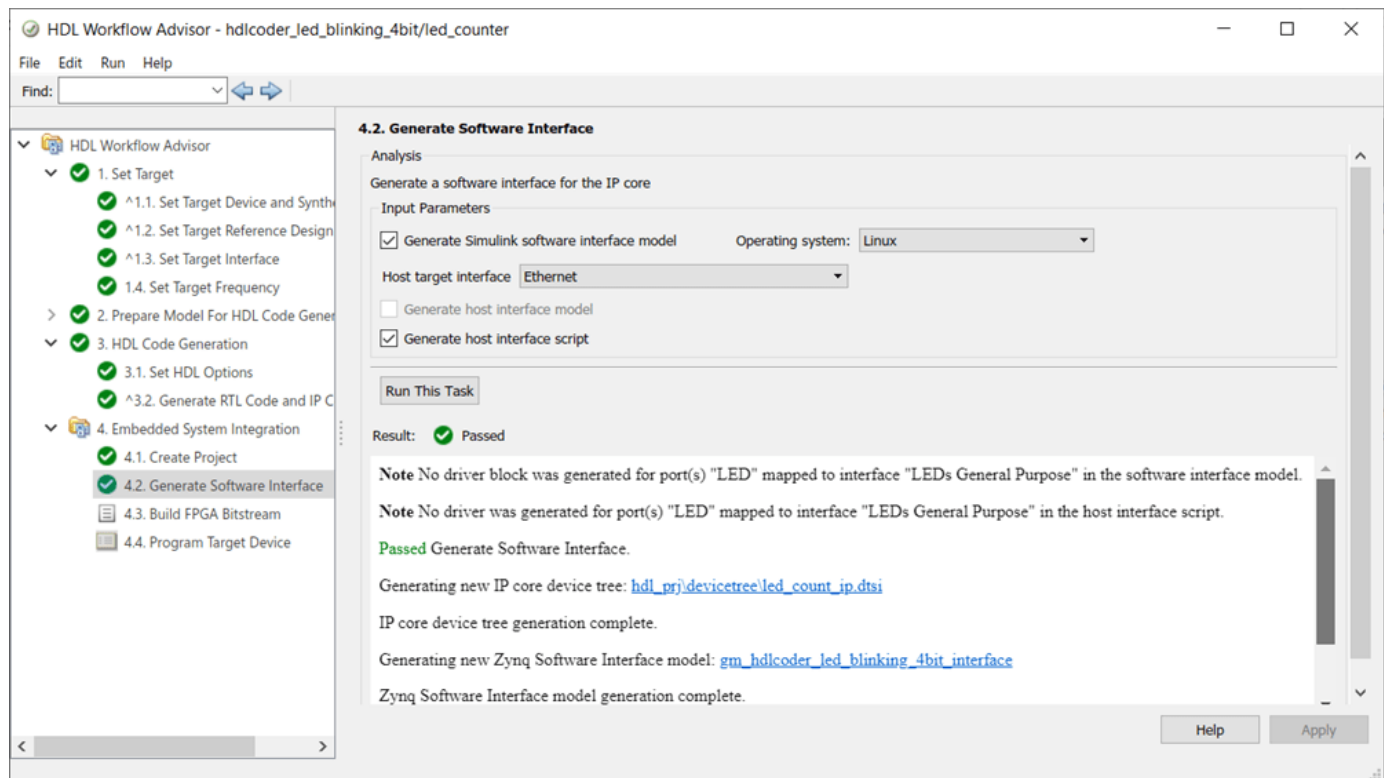 HDL Workflow Advisor - hdlcoder_led_blinking_4bit/led_counter
File Edit Run Help
Find:
HDL Workflow Advisor
1. Set Target
^1.1. Set Target Device and Synthe
^1.2. Set Target Reference Design
^1.3. Set Target Interface
1.4. Set Target Frequency
2. Prepare Model For HDL Code Gener
3. HDL Code Generation
3.1. Set HDL Options
^3.2. Generate RTL Code and IP C
4. Embedded System Integration
4.1. Create Project
4.2. Generate Software Interface
4.3. Build FPGA Bitstream
4.4. Program Target Device
4.2. Generate Software Interface
Analysis
Generate a software interface for the IP core
Input Parameters
Generate Simulink software interface model Operating system: Linux
Host target interface Ethernet
Generate host interface model
Generate host interface script
Run This Task
Result: Passed
Note No driver block was generated for port(s) "LED" mapped to interface "LEDs General Purpose" in the software interface model.
Note No driver was generated for port(s) "LED" mapped to interface "LEDs General Purpose" in the host interface script.
Passed Generate Software Interface.
Generating new IP core device tree: hdl_prj\devicetree\led_count_ip.dtsi
IP core device tree generation complete.
Generating new Zynq Software Interface model: gm_hdlcoder_led_blinking_4bit_interface
Zynq Software Interface model generation complete.
Help Apply